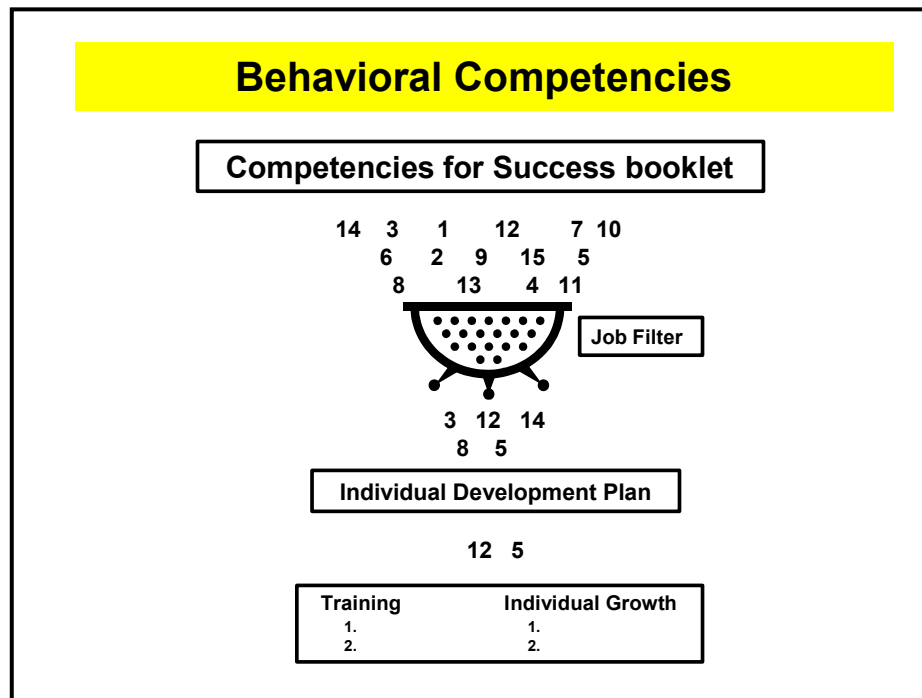 Behavioral Competencies
Competencies for Success booklet
14 3 1 12 7 10
6 2 9 15 5
8 13 4 11
Job Filter
3 12 14
8 5
Individual Development Plan
12 5
Training Individual Growth
1. 1.
2. 2.